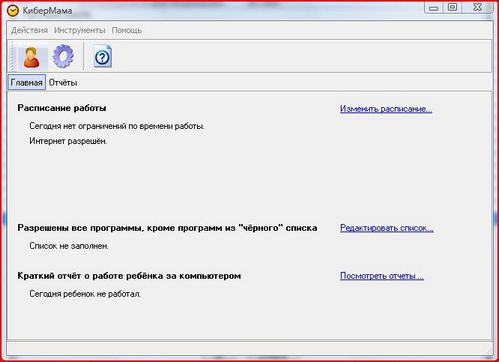 КиберМама
Действия Инструменты Помощь
Главная Отчёты
Расписание работы Изменить расписание...
Сегодня нет ограничений по времени работы.
Интернет разрешён.
Разрешены все программы, кроме программ из "чёрного" списка Редактировать список...
Список не заполнен.
Краткий отчёт о работе ребёнка за компьютером Посмотреть отчеты ...
Сегодня ребенок не работал.